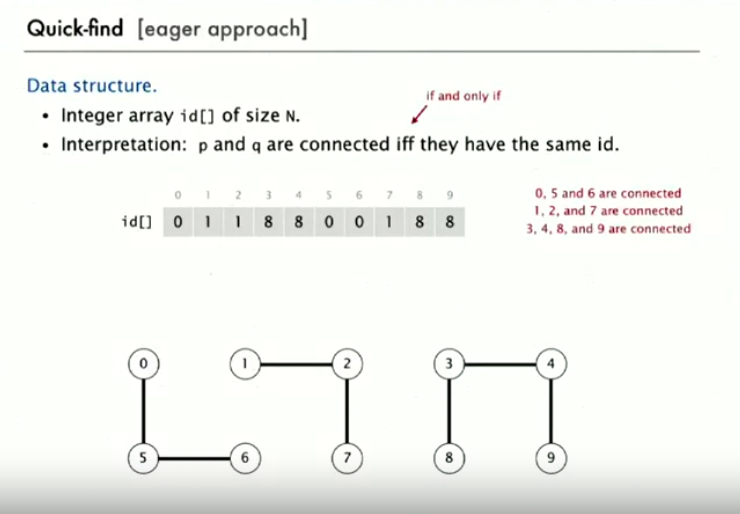 Quick-find [eager approach]
Data structure.
if and only if
• Integer array id[] of size N.
• Interpretation: p and q are connected iff they have the same id.
0 1 2 3 4 5 6 7 8 9
id[] 0 1 1 8 8 0 0 1 8 8
0, 5 and 6 are connected
1, 2, and 7 are connected
3, 4, 8, and 9 are connected
0 1 2 3 4
5 6 7 8 9